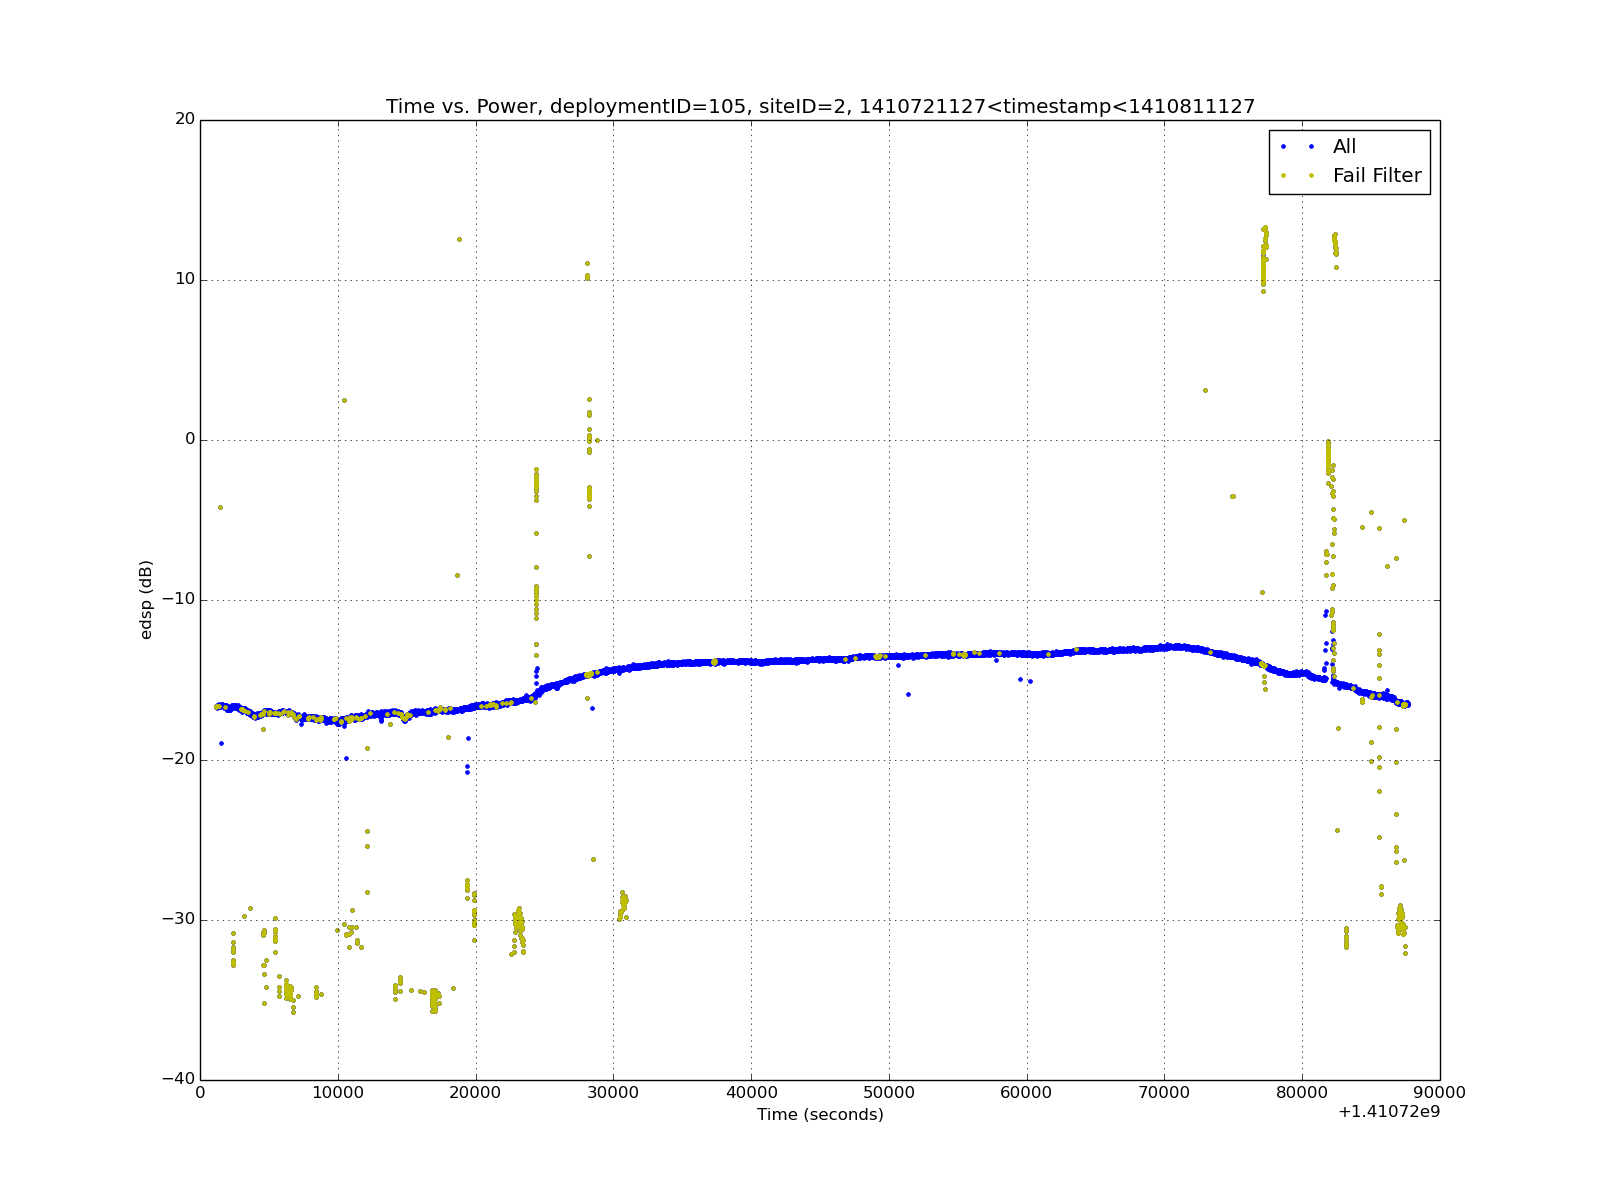 Time vs. Power, deploymentID=105, siteID=2, 1410721127<timestamp<1410811127
All
Fail Filter
20
10
0
−10
−20
−30
−40
edsp (dB)
0 10000 20000 30000 40000 50000 60000 70000 80000 90000
Time (seconds)
+1.41072e9